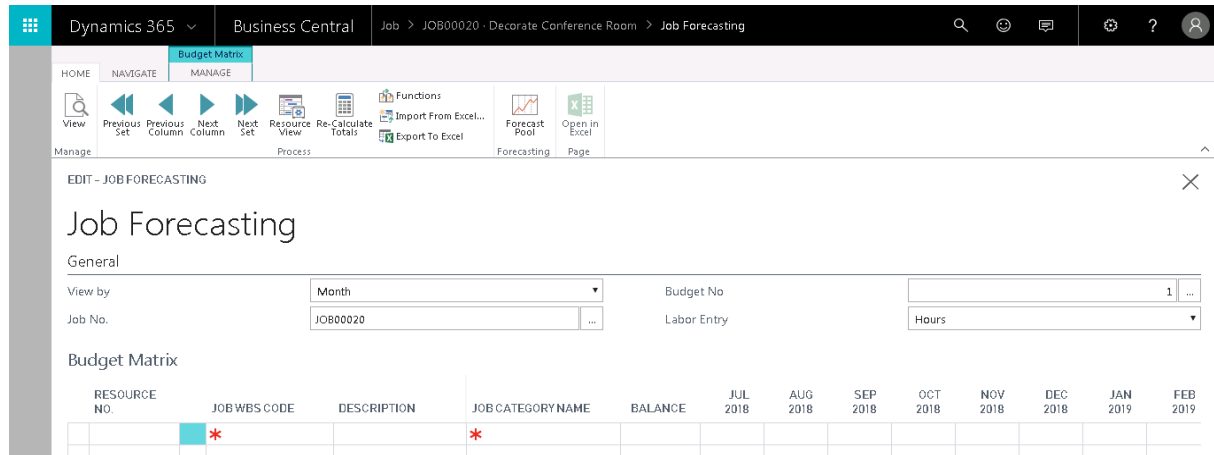 Dynamics 365 Business Central Job > JOB00020 · Decorate Conference Room > Job Forecasting ?
Budget Matrix
HOME NAVIGATE MANAGE
View Previous Set Previous Column Next Column Next Set Resource View Re-Calculate Totals Functions Import From Excel... Export To Excel Forecast Pool Open in Excel
Manage Process Forecasting Page
EDIT - JOB FORECASTING
Job Forecasting
General
View by Month Budget No 1 ...
Job No. JOB00020 ... Labor Entry Hours
Budget Matrix
RESOURCE NO. JOB WBS CODE DESCRIPTION JOB CATEGORY NAME BALANCE JUL 2018 AUG 2018 SEP 2018 OCT 2018 NOV 2018 DEC 2018 JAN 2019 FEB 2019
* *